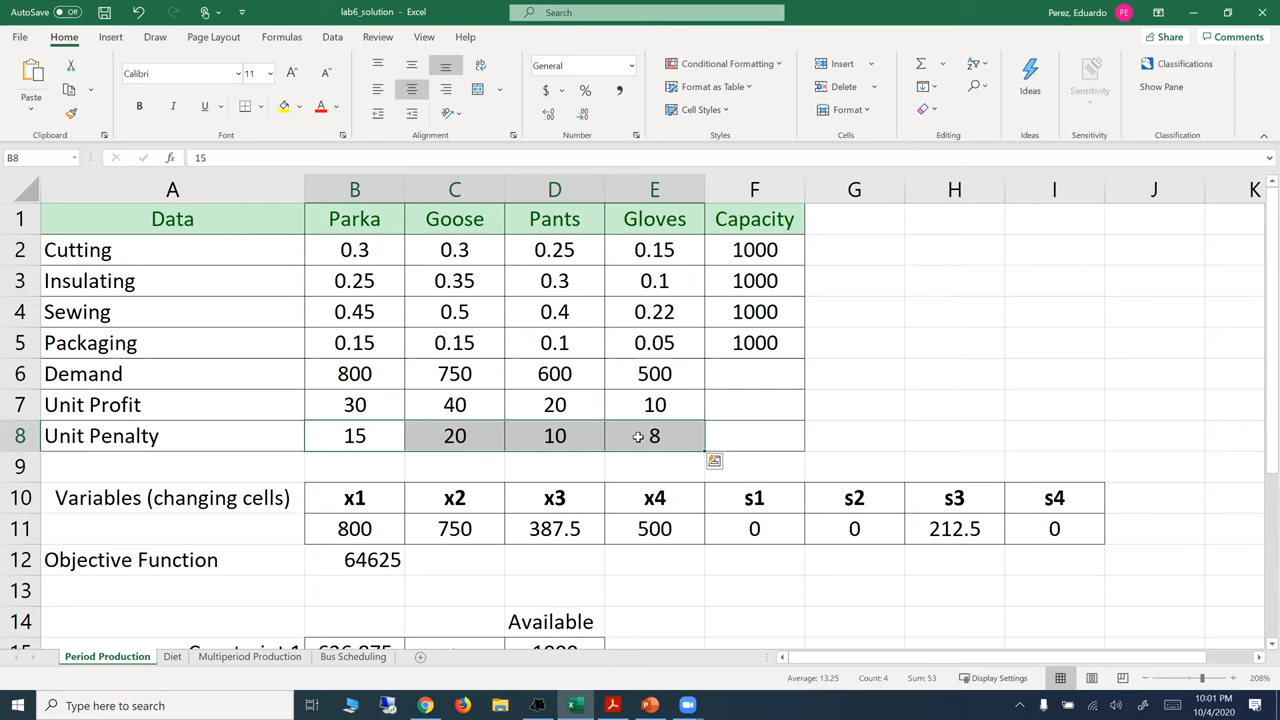 AutoSave Off lab6_solution - Excel Search Perez, Eduardo PE
File Home Insert Draw Page Layout Formulas Data Review View Help Share Comments
Calibri 11 General Conditional Formatting Insert Classifications
Paste Format as Table Delete Ideas Sensitivity Show Pane
Cell Styles Format
Clipboard Font Alignment Number Styles Cells Editing Ideas Sensitivity Classification
B8 fx 15
A B C D E F G H I J K
1 Data Parka Goose Pants Gloves Capacity
2 Cutting 0.3 0.3 0.25 0.15 1000
3 Insulating 0.25 0.35 0.3 0.1 1000
4 Sewing 0.45 0.5 0.4 0.22 1000
5 Packaging 0.15 0.15 0.1 0.05 1000
6 Demand 800 750 600 500
7 Unit Profit 30 40 20 10
8 Unit Penalty 15 20 10 8
9
10 Variables (changing cells) x1 x2 x3 x4 s1 s2 s3 s4
11 800 750 387.5 500 0 0 212.5 0
12 Objective Function 64625
13
14 Available
Period Production Diet Multiperiod Production Bus Scheduling
Average: 13.25 Count: 4 Sum: 53 Display Settings 208%
Type here to search 10:01 PM
10/4/2020